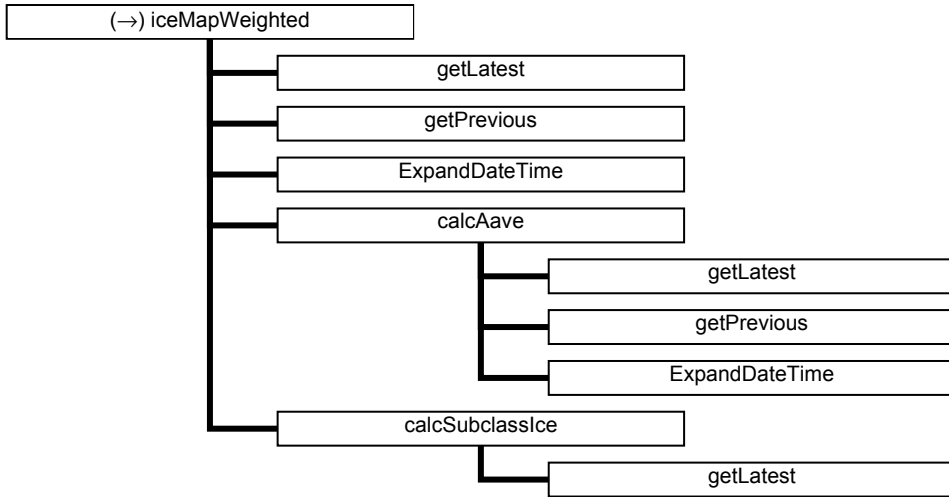 (→) iceMapWeighted
getLatest
getPrevious
ExpandDateTime
calcAave
getLatest
getPrevious
ExpandDateTime
calcSubclassIce
getLatest